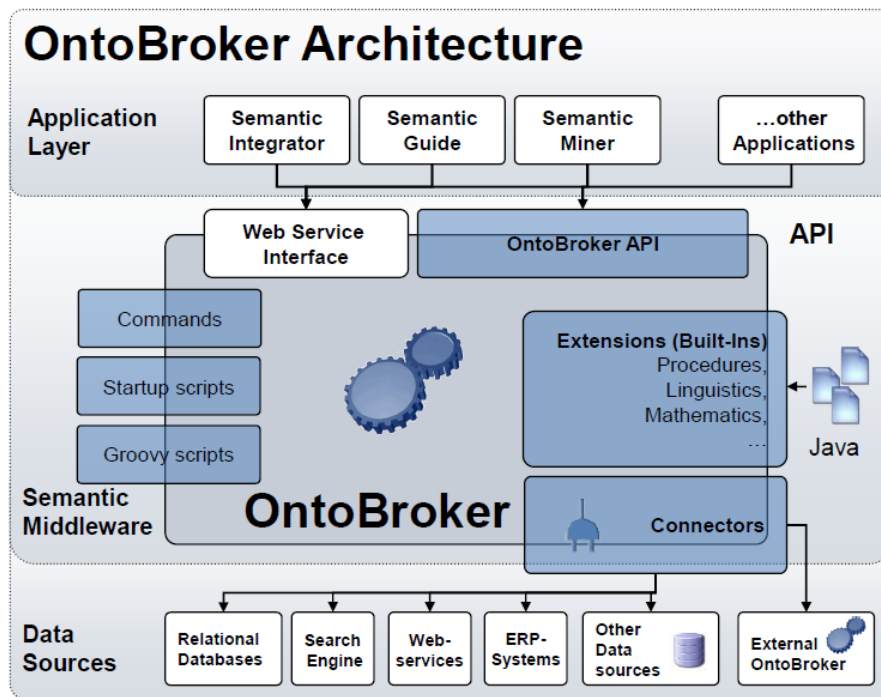 OntoBroker Architecture
Application
Layer
Semantic
Integrator
Semantic
Guide
Semantic
Miner
...other
Applications
Web Service
Interface
OntoBroker API
API
Commands
Startup scripts
Groovy scripts
Extensions (Built-Ins)
Procedures,
Linguistics,
Mathematics,
...
Java
Semantic
Middleware
OntoBroker
Connectors
Data
Sources
Relational
Databases
Search
Engine
Web-
services
ERP-
Systems
Other
Data
sources
External
OntoBroker